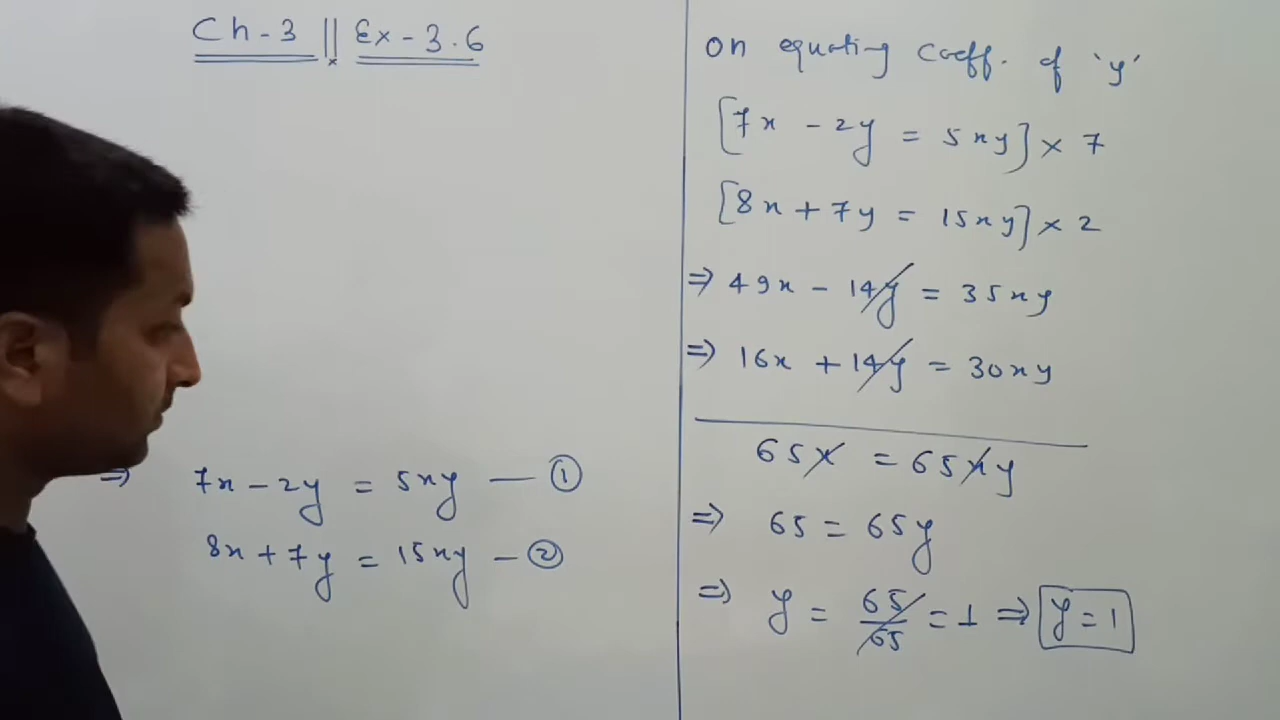 Ch-3 || Ex-3.6
⇒ 7x - 2y = 5xy — ①
8x + 7y = 15xy — ②
on equating coeff. of 'y'
[7x - 2y = 5xy] × 7
[8x + 7y = 15xy] × 2
⇒ 49x - 14y = 35xy
⇒ 16x + 14y = 30xy
65x = 65xy
⇒ 65 = 65y
⇒ y = 65/65 = 1 ⇒ y = 1